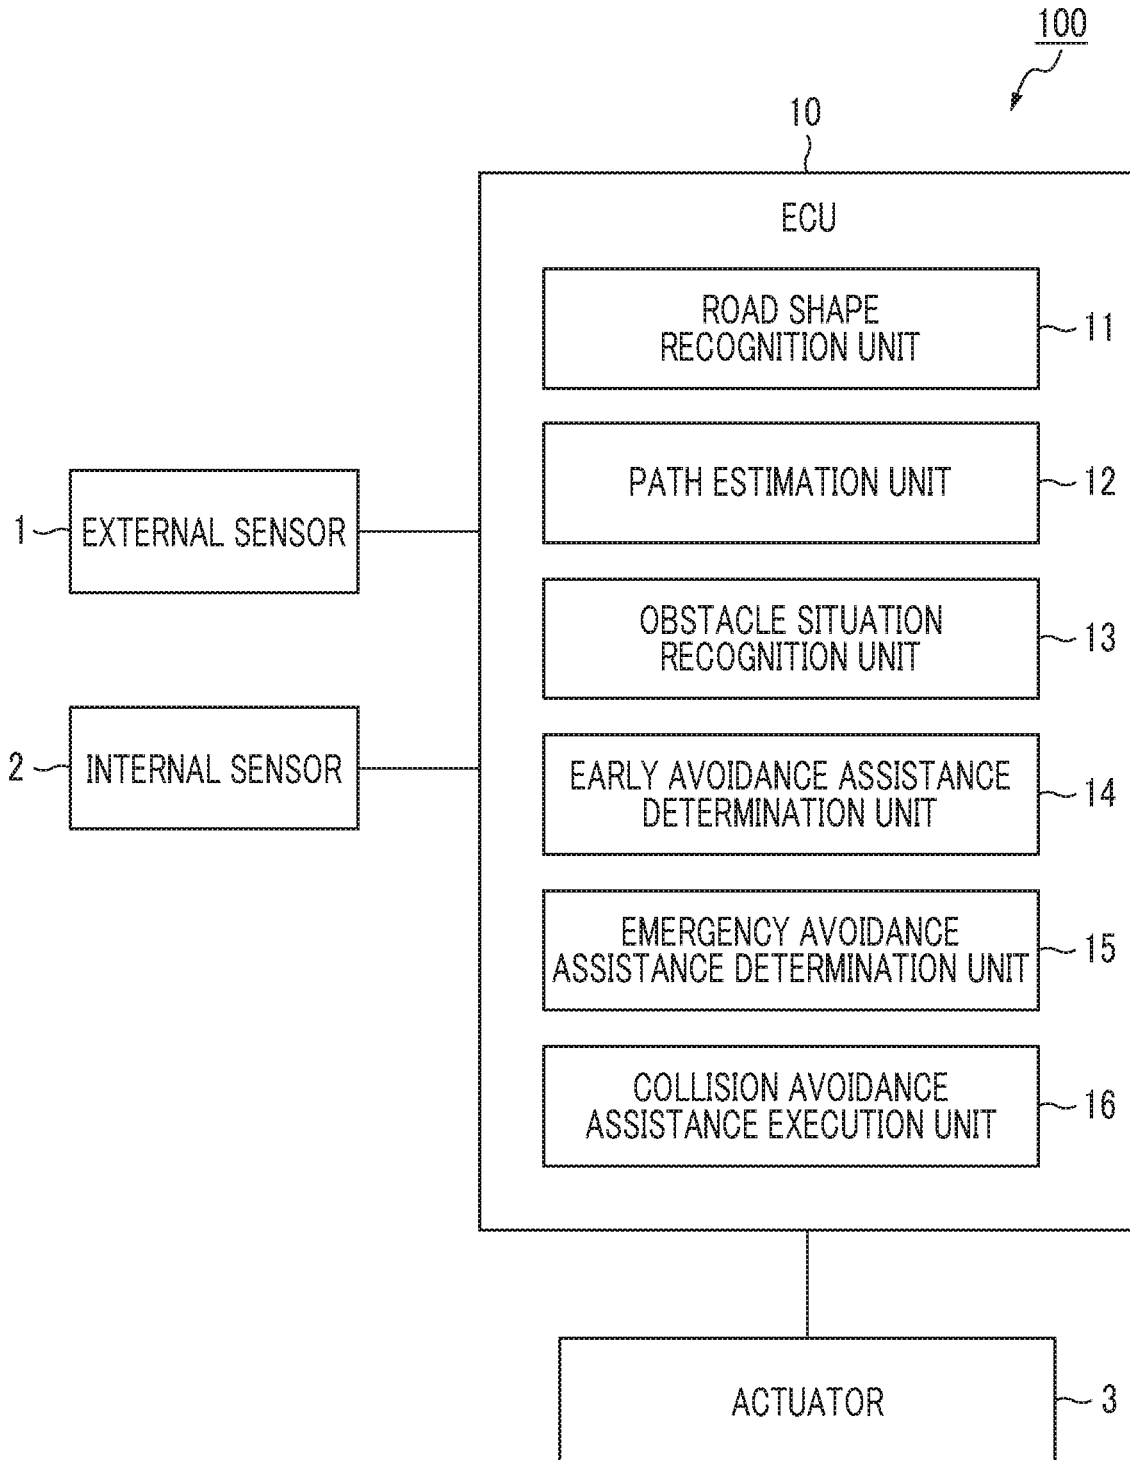 100
10
ECU
ROAD SHAPE
RECOGNITION UNIT
11
PATH ESTIMATION UNIT
12
1
EXTERNAL SENSOR
OBSTACLE SITUATION
RECOGNITION UNIT
13
2
INTERNAL SENSOR
EARLY AVOIDANCE ASSISTANCE
DETERMINATION UNIT
14
EMERGENCY AVOIDANCE
ASSISTANCE DETERMINATION UNIT
15
COLLISION AVOIDANCE
ASSISTANCE EXECUTION UNIT
16
ACTUATOR
3